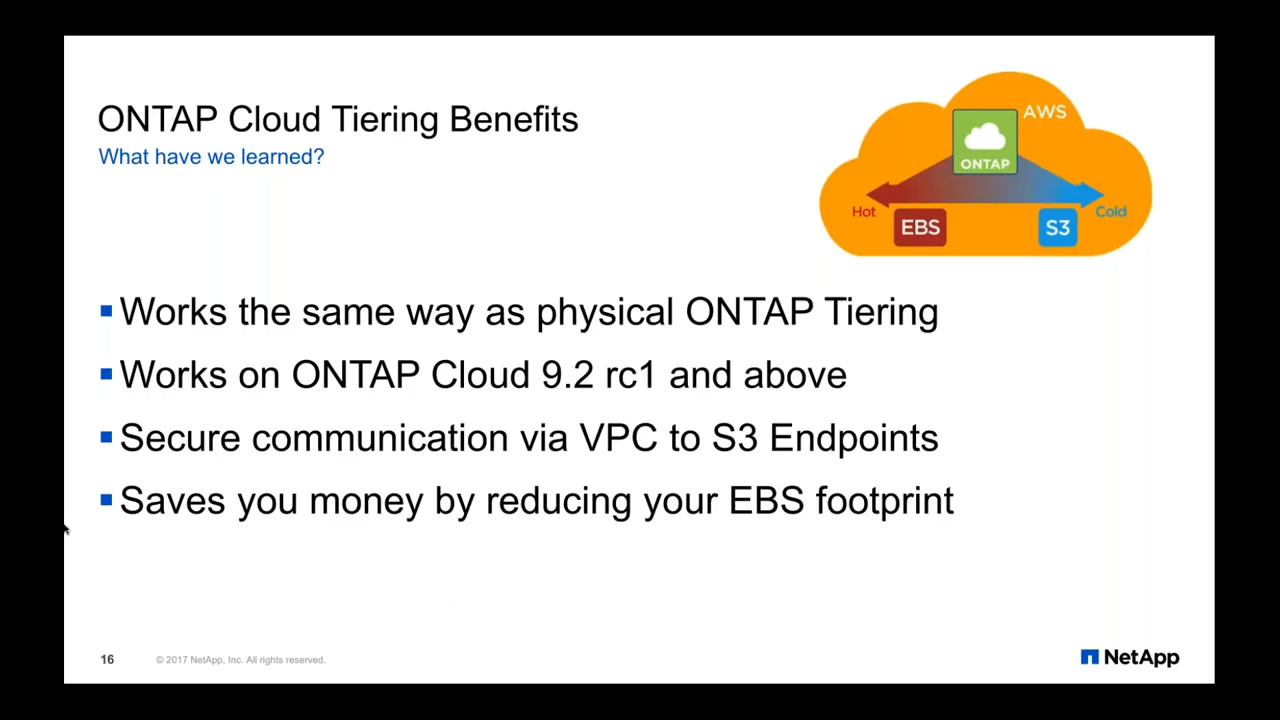 ONTAP Cloud Tiering Benefits
What have we learned?
AWS
ONTAP
Hot
Cold
EBS
S3
Works the same way as physical ONTAP Tiering
Works on ONTAP Cloud 9.2 rc1 and above
Secure communication via VPC to S3 Endpoints
Saves you money by reducing your EBS footprint
16
© 2017 NetApp, Inc. All rights reserved.
NetApp